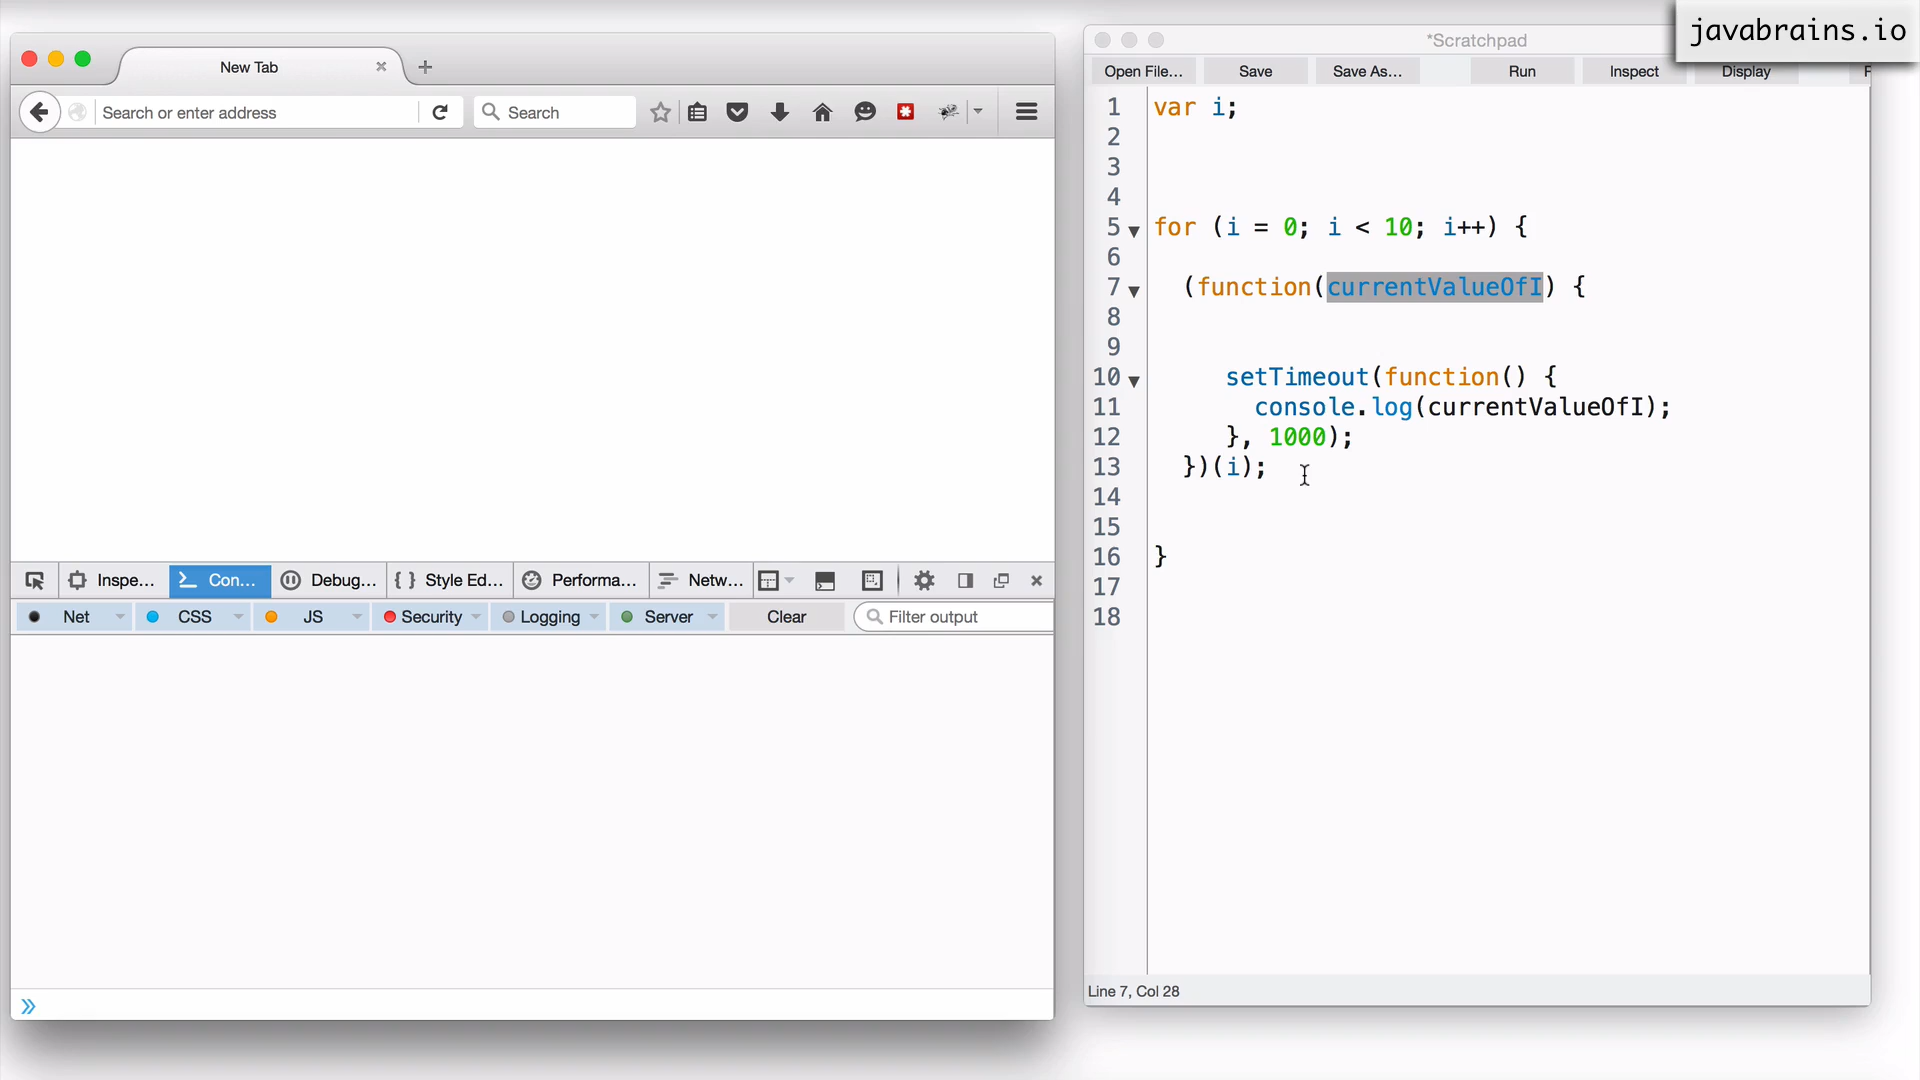 javabrains.io
New Tab
Search or enter address
Search
Inspe...
Con...
Debug...
{ } Style Ed...
Performa...
Netw...
Net
CSS
JS
Security
Logging
Server
Clear
Filter output
»
*Scratchpad
Open File...
Save
Save As...
Run
Inspect
Display
1 var i;
2
3
4
5 for (i = 0; i < 10; i++) {
6
7 (function(currentValueOfI) {
8
9
10 setTimeout(function() {
11 console.log(currentValueOfI);
12 }, 1000);
13 })(i);
14
15
16 }
17
18
Line 7, Col 28